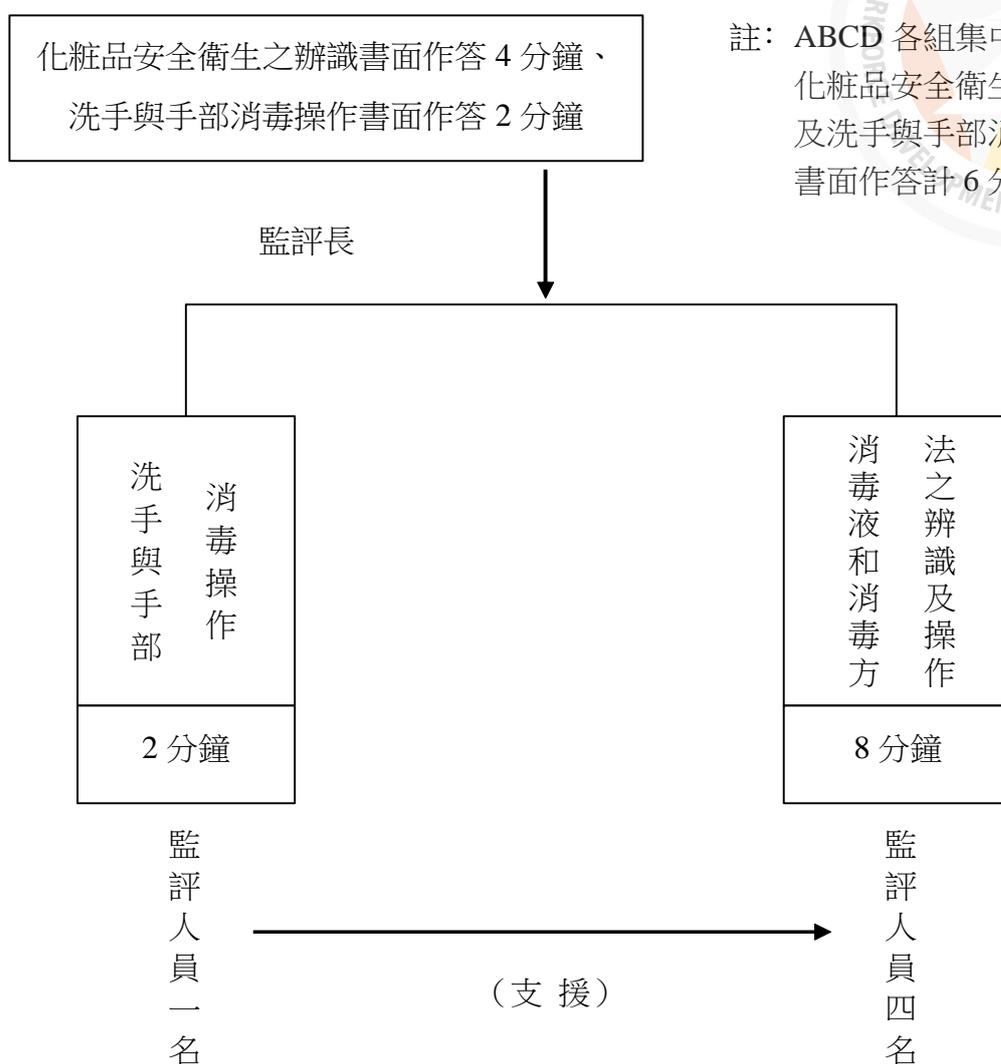 化粧品安全衛生之辦識書面作答 4 分鐘、
洗手與手部消毒操作書面作答 2 分鐘
註: ABCD 各組集中
化粧品安全衛生
及洗手與手部消
書面作答計 6 分
監評長
洗手與手部
消毒操作
2 分鐘
消毒液和消毒方
法之辨識及操作
8 分鐘
監評人員一名
（支 援）
監評人員四名